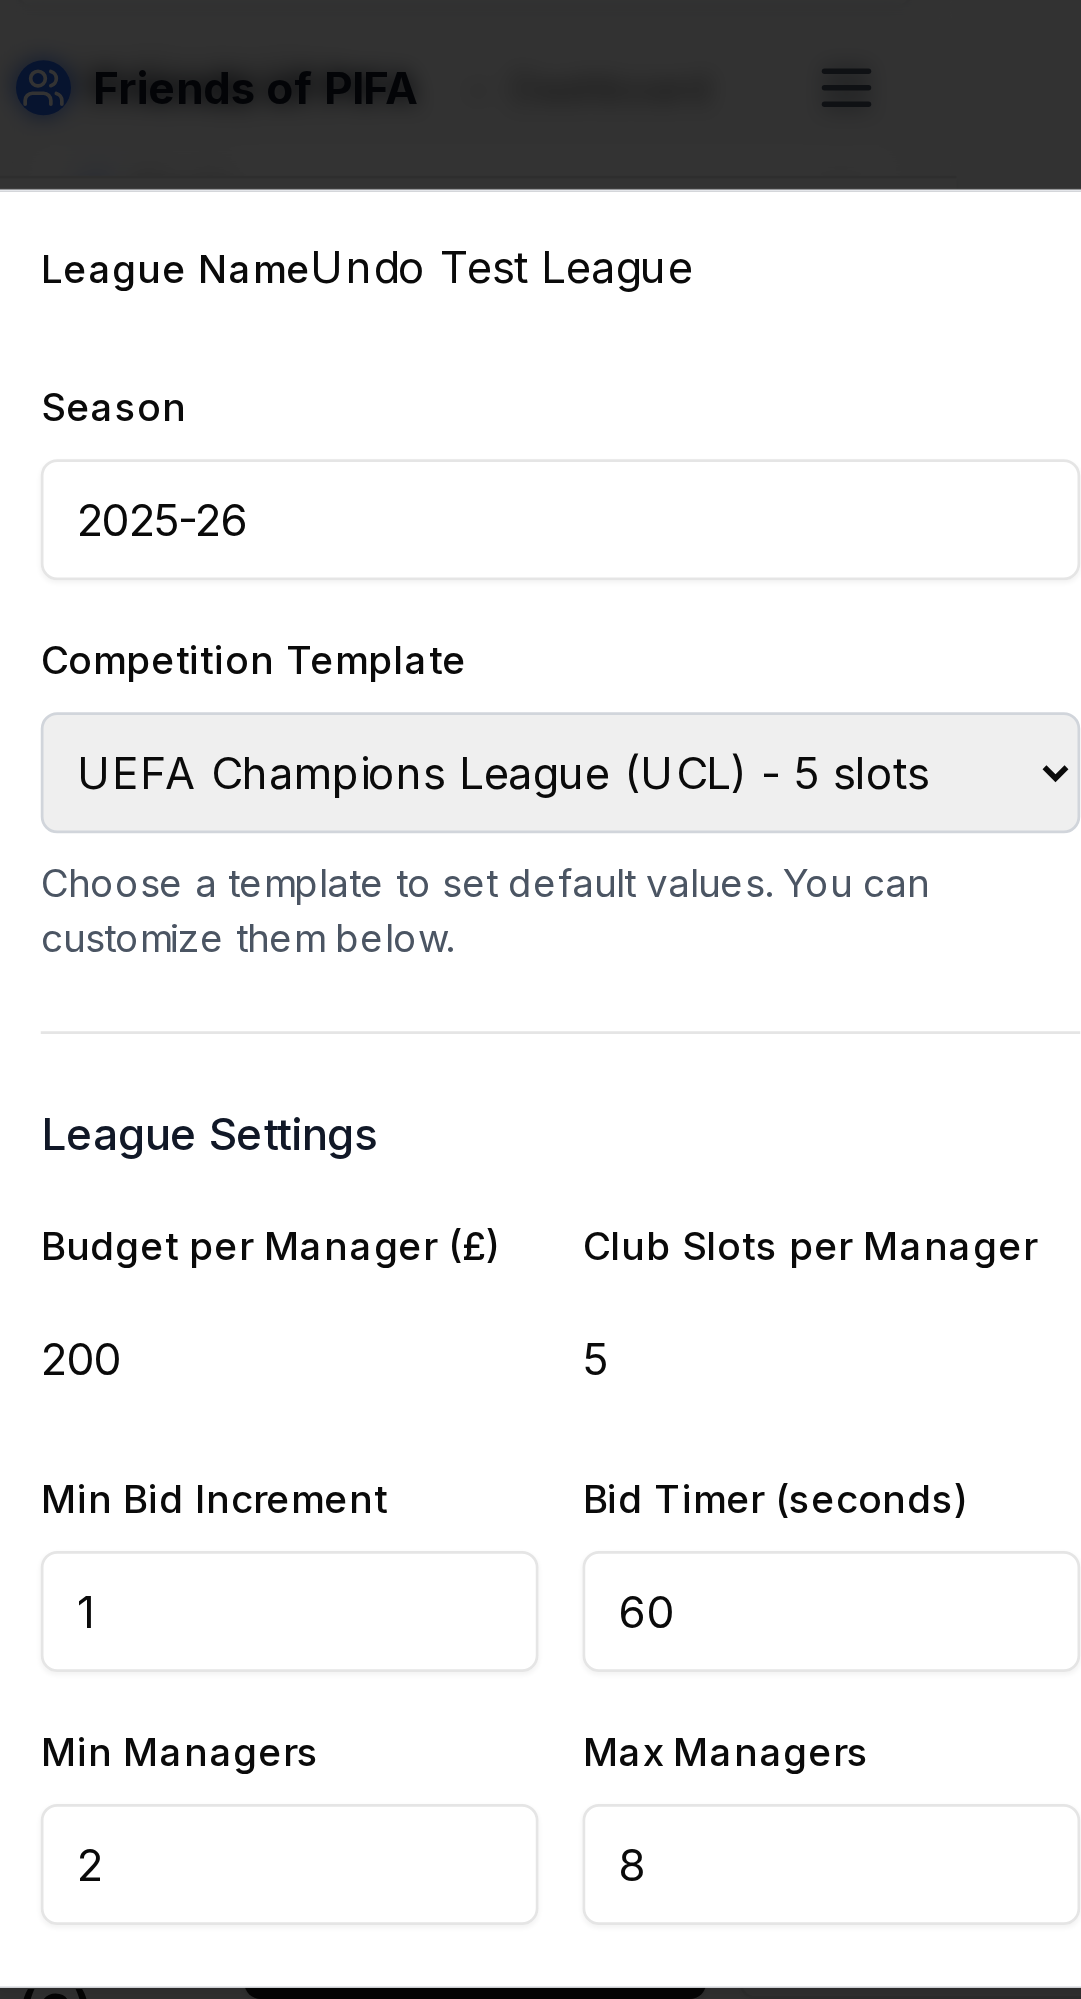 Friends of PIFA
League NameUndo Test League
Season
2025-26
Competition Template
UEFA Champions League (UCL) - 5 slots
Choose a template to set default values. You can
customize them below.
League Settings
Budget per Manager (£)
Club Slots per Manager
200
5
Min Bid Increment
Bid Timer (seconds)
1
60
Min Managers
Max Managers
2
8